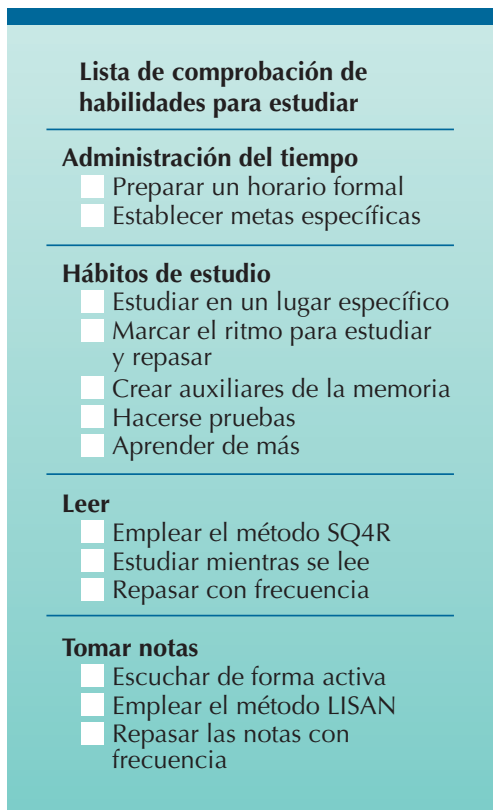 Lista de comprobación de
habilidades para estudiar
Administración del tiempo
Preparar un horario formal
Establecer metas específicas
Hábitos de estudio
Estudiar en un lugar específico
Marcar el ritmo para estudiar
y repasar
Crear auxiliares de la memoria
Hacerse pruebas
Aprender de más
Leer
Emplear el método SQ4R
Estudiar mientras se lee
Repasar con frecuencia
Tomar notas
Escuchar de forma activa
Emplear el método LISAN
Repasar las notas con
frecuencia